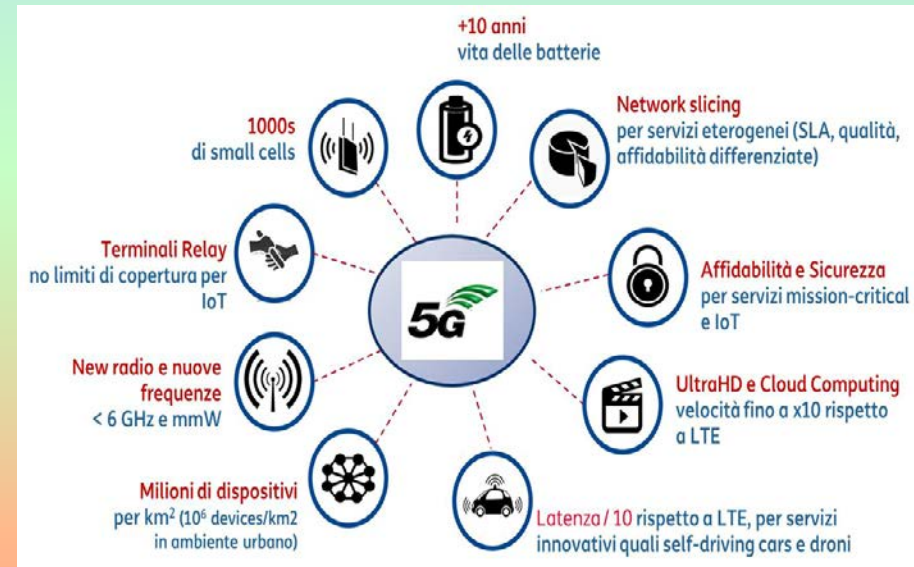 +10 anni
vita delle batterie
Network slicing
per servizi eterogenei (SLA, qualità,
affidabilità differenziate)
Affidabilità e Sicurezza
per servizi mission-critical
e IoT
UltraHD e Cloud Computing
velocità fino a x10 rispetto
a LTE
Latenza / 10 rispetto a LTE, per servizi
innovativi quali self-driving cars e droni
Milioni di dispositivi
per km² (10⁶ devices/km2
in ambiente urbano)
New radio e nuove
frequenze
< 6 GHz e mmW
Terminali Relay
no limiti di copertura per
IoT
1000s
di small cells
5G